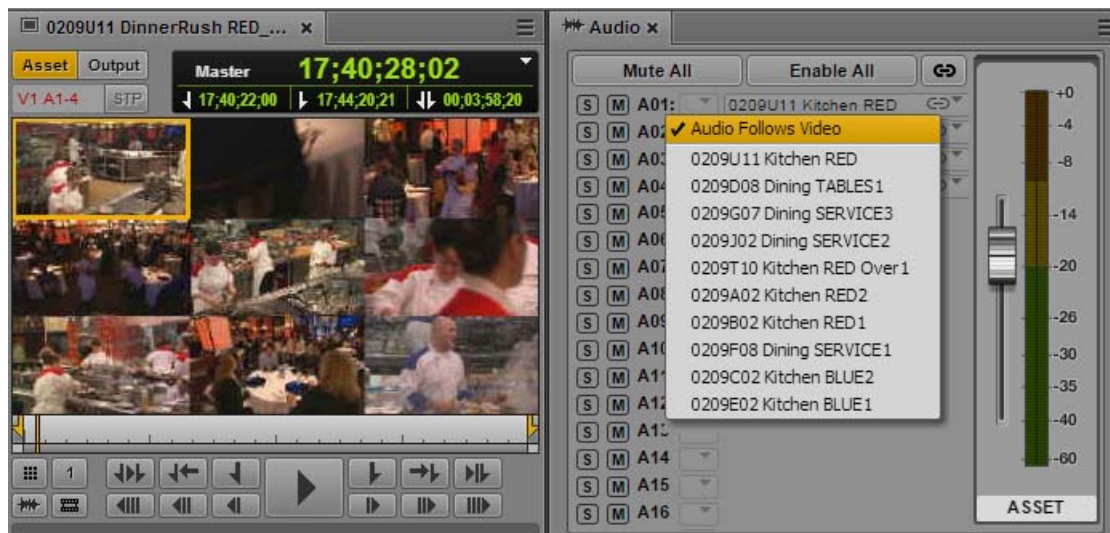 0209U11 DinnerRush RED_... x
Asset Output
Master 17;40;28;02
V1 A1-4 STP
17;40;22;00 17;44;20;21 00;03;58;20
1
Audio x
Mute All Enable All
S M A01: 0209U11 Kitchen RED
S M A02
S M A03
S M A04
S M A05
S M A06
S M A07
S M A08
S M A09
S M A10
S M A11
S M A12
S M A13
S M A14
S M A15
S M A16
✓ Audio Follows Video
0209U11 Kitchen RED
0209D08 Dining TABLES1
0209G07 Dining SERVICE3
0209J02 Dining SERVICE2
0209T10 Kitchen RED Over1
0209A02 Kitchen RED2
0209B02 Kitchen RED1
0209F08 Dining SERVICE1
0209C02 Kitchen BLUE2
0209E02 Kitchen BLUE1
+0
-4
-8
-14
-20
-26
-30
-35
-40
-60
ASSET